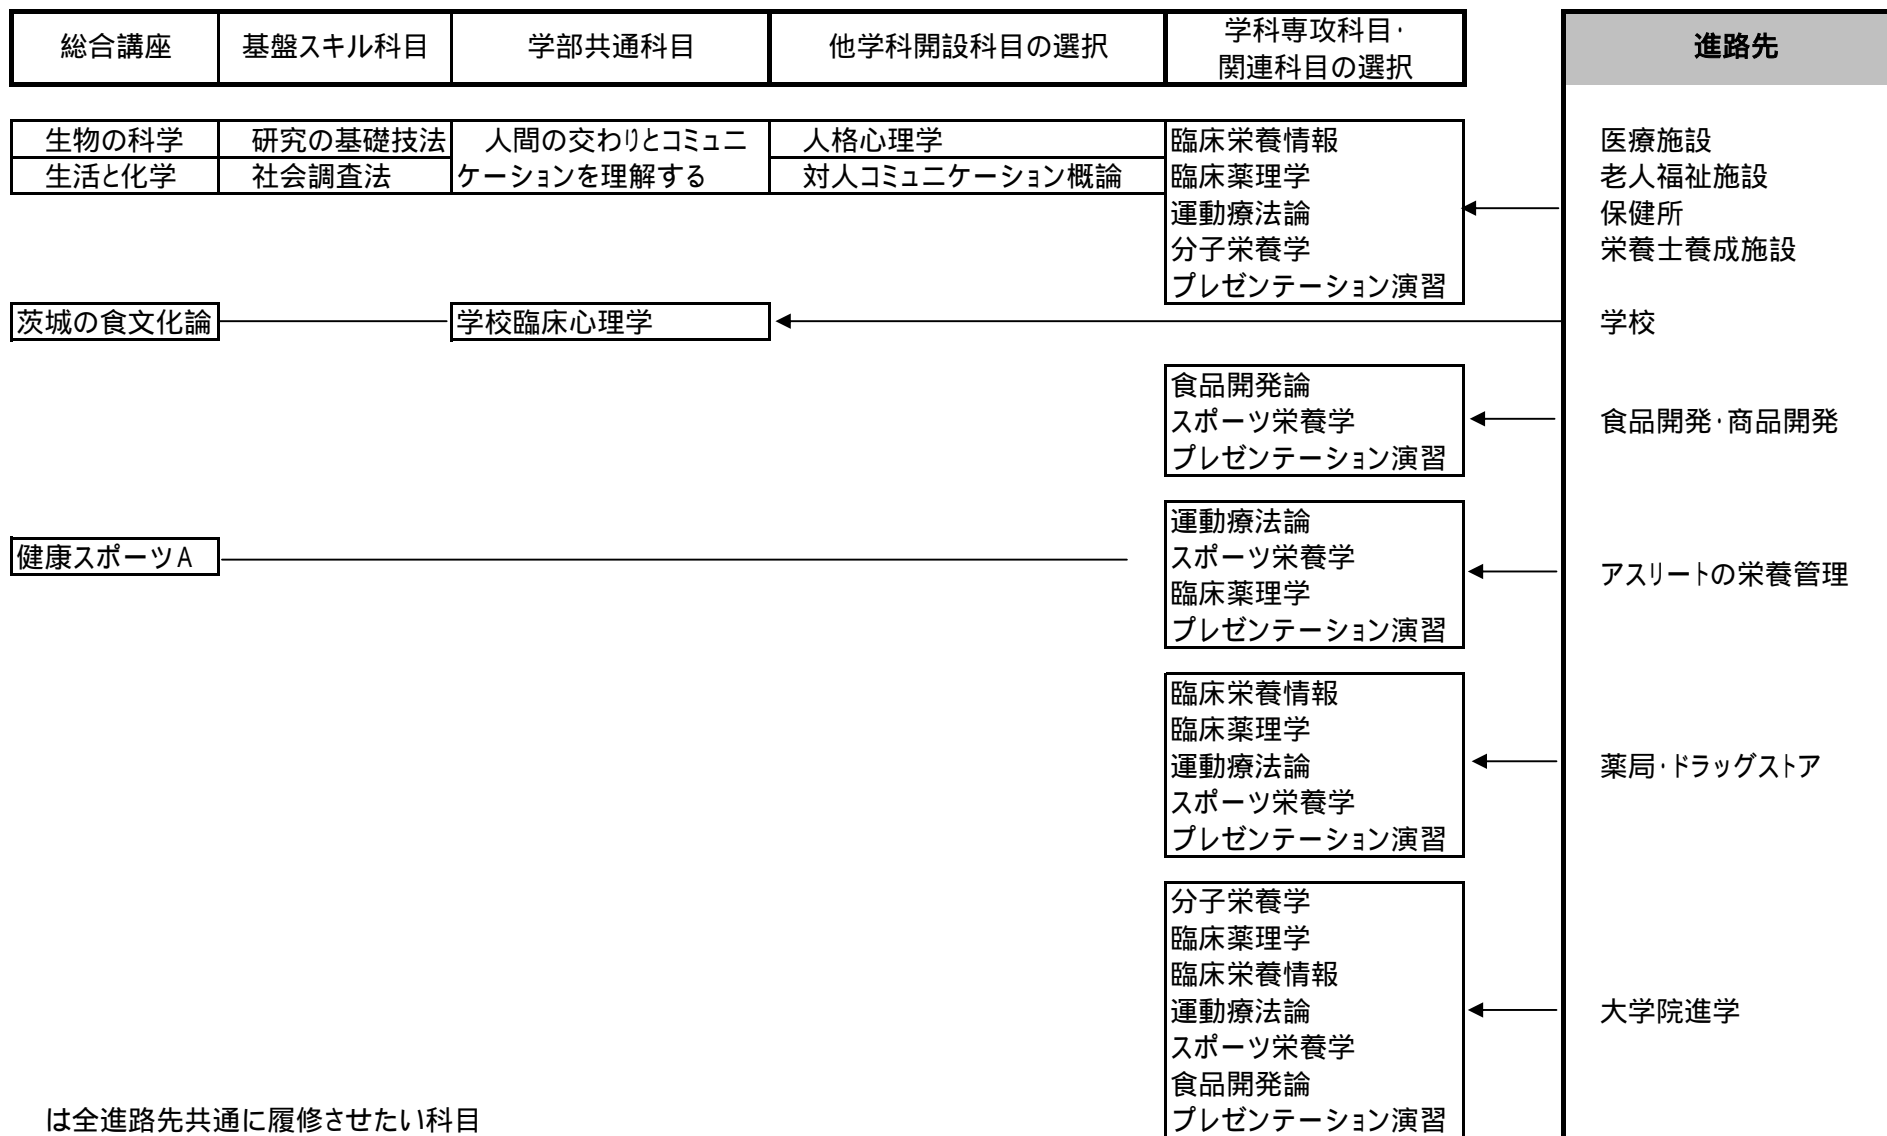 総合講座
基盤スキル科目
学部共通科目
他学科開設科目の選択
学科専攻科目・
関連科目の選択
進路先
生物の科学
生活と化学
研究の基礎技法
社会調査法
人間の交わりとコミュニ
ケーションを理解する
人格心理学
対人コミュニケーション概論
臨床栄養情報
臨床薬理学
運動療法論
分子栄養学
プレゼンテーション演習
医療施設
老人福祉施設
保健所
栄養士養成施設
茨城の食文化論
学校臨床心理学
学校
食品開発論
スポーツ栄養学
プレゼンテーション演習
食品開発・商品開発
健康スポーツA
運動療法論
スポーツ栄養学
臨床薬理学
プレゼンテーション演習
アスリートの栄養管理
臨床栄養情報
臨床薬理学
運動療法論
スポーツ栄養学
プレゼンテーション演習
薬局・ドラッグストア
分子栄養学
臨床薬理学
臨床栄養情報
運動療法論
スポーツ栄養学
食品開発論
プレゼンテーション演習
大学院進学
は全進路先共通に履修させたい科目